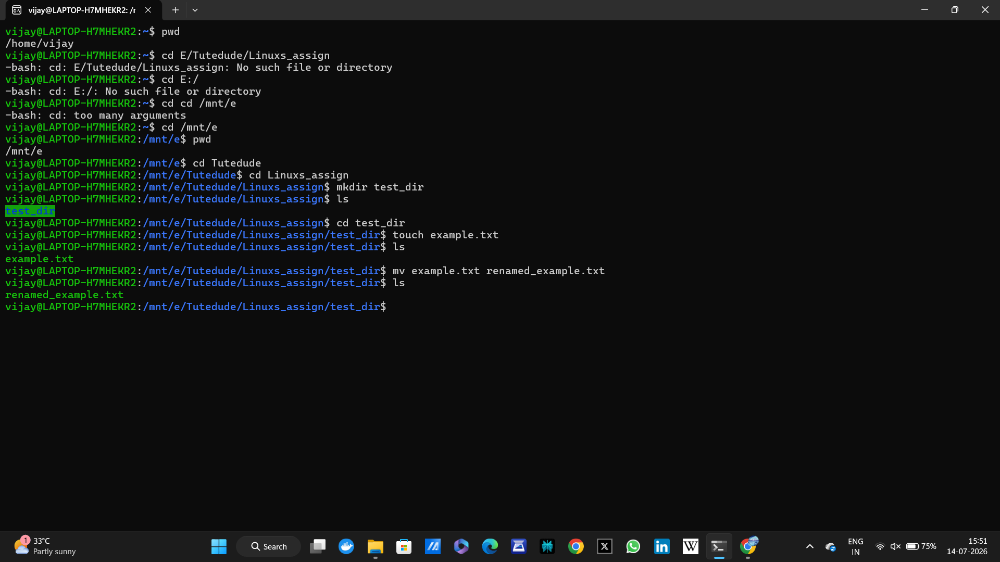 vijay@LAPTOP-H7MHEKR2: /r
vijay@LAPTOP-H7MHEKR2:~$ pwd
/home/vijay
vijay@LAPTOP-H7MHEKR2:~$ cd E/Tutedude/Linuxs_assign
-bash: cd: E/Tutedude/Linuxs_assign: No such file or directory
vijay@LAPTOP-H7MHEKR2:~$ cd E:/
-bash: cd: E:/: No such file or directory
vijay@LAPTOP-H7MHEKR2:~$ cd cd /mnt/e
-bash: cd: too many arguments
vijay@LAPTOP-H7MHEKR2:~$ cd /mnt/e
vijay@LAPTOP-H7MHEKR2:/mnt/e$ pwd
/mnt/e
vijay@LAPTOP-H7MHEKR2:/mnt/e$ cd Tutedude
vijay@LAPTOP-H7MHEKR2:/mnt/e/Tutedude$ cd Linuxs_assign
vijay@LAPTOP-H7MHEKR2:/mnt/e/Tutedude/Linuxs_assign$ mkdir test_dir
vijay@LAPTOP-H7MHEKR2:/mnt/e/Tutedude/Linuxs_assign$ ls
test_dir
vijay@LAPTOP-H7MHEKR2:/mnt/e/Tutedude/Linuxs_assign$ cd test_dir
vijay@LAPTOP-H7MHEKR2:/mnt/e/Tutedude/Linuxs_assign/test_dir$ touch example.txt
vijay@LAPTOP-H7MHEKR2:/mnt/e/Tutedude/Linuxs_assign/test_dir$ ls
example.txt
vijay@LAPTOP-H7MHEKR2:/mnt/e/Tutedude/Linuxs_assign/test_dir$ mv example.txt renamed_example.txt
vijay@LAPTOP-H7MHEKR2:/mnt/e/Tutedude/Linuxs_assign/test_dir$ ls
renamed_example.txt
vijay@LAPTOP-H7MHEKR2:/mnt/e/Tutedude/Linuxs_assign/test_dir$
1
33°C
Partly sunny
Search
ENG
IN
75%
15:51
14-07-2026